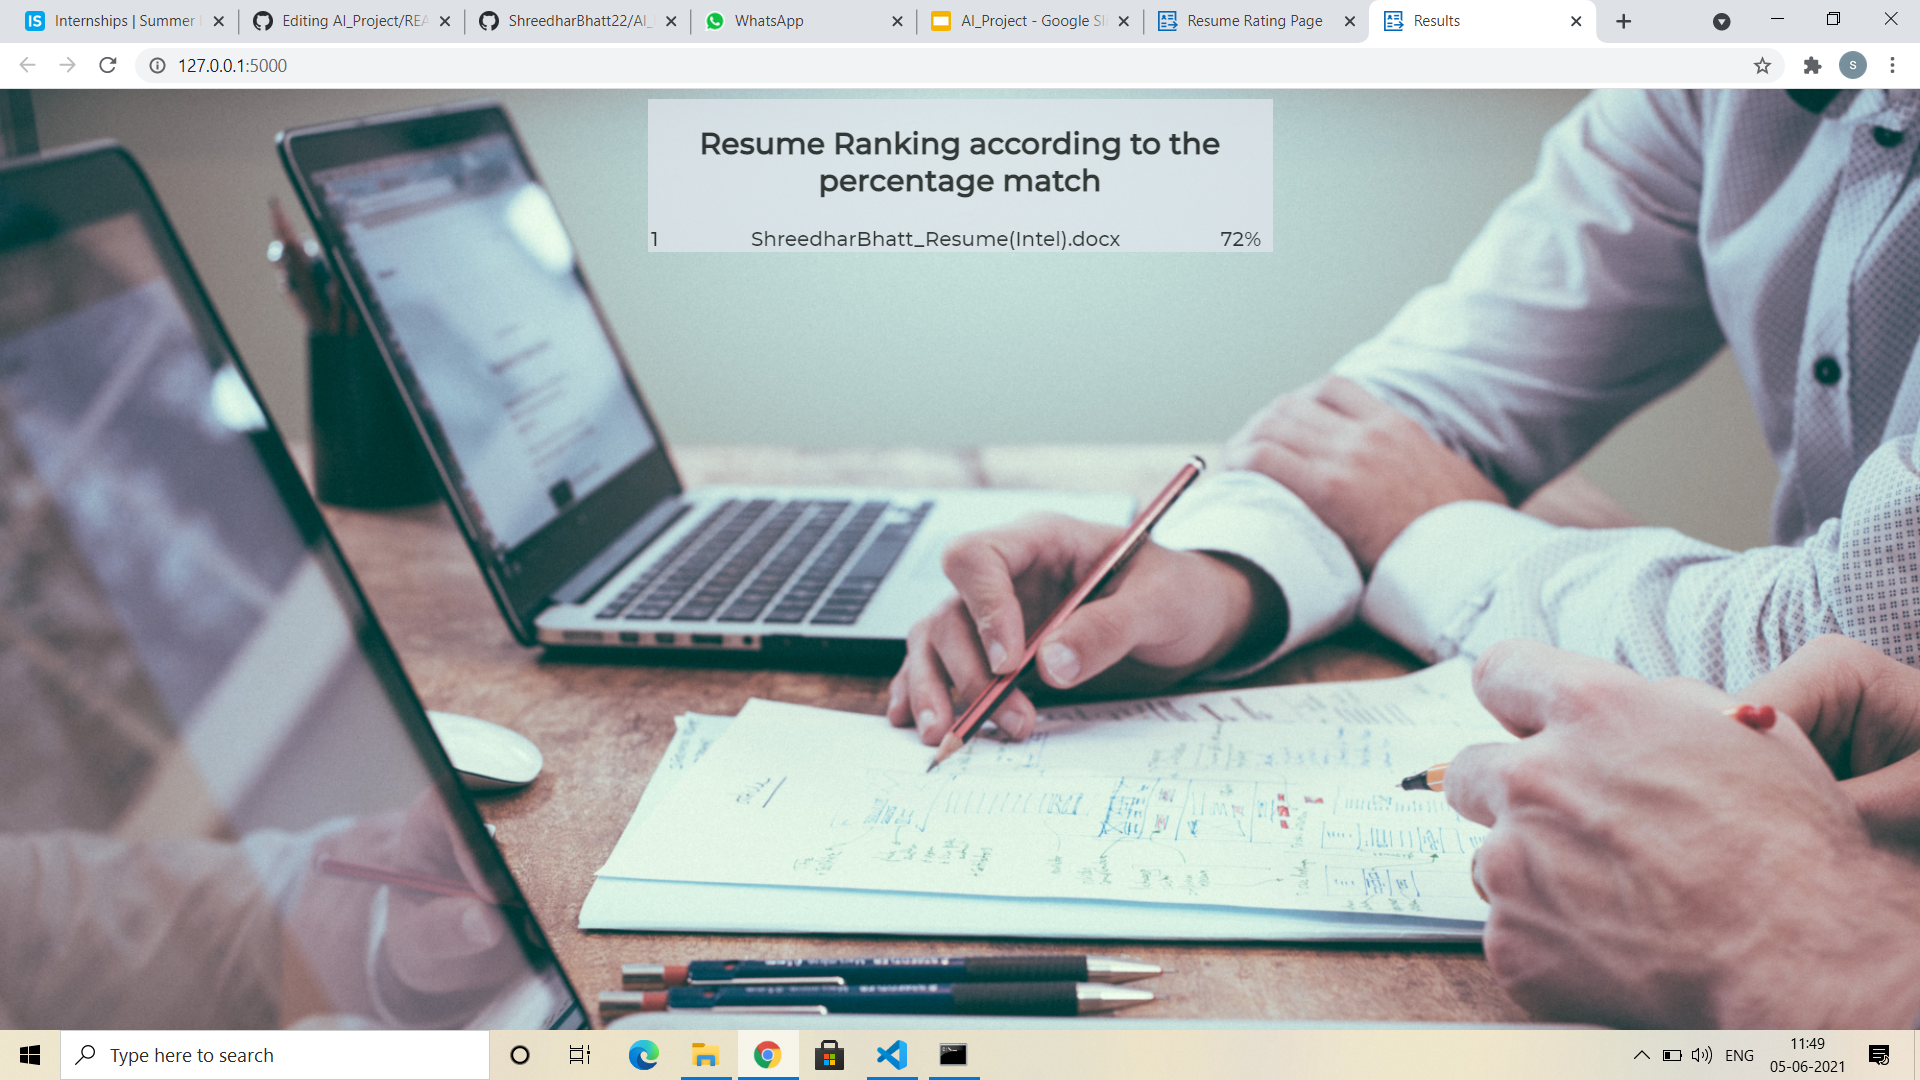 Internships | Summer
Editing AI_Project/REA
ShreedharBhatt22/AI_
WhatsApp
AI_Project - Google Sl
Resume Rating Page
Results
127.0.0.1:5000
S
Resume Ranking according to the
percentage match
1 ShreedharBhatt_Resume(Intel).docx 72%
Type here to search
ENG
11:49
05-06-2021